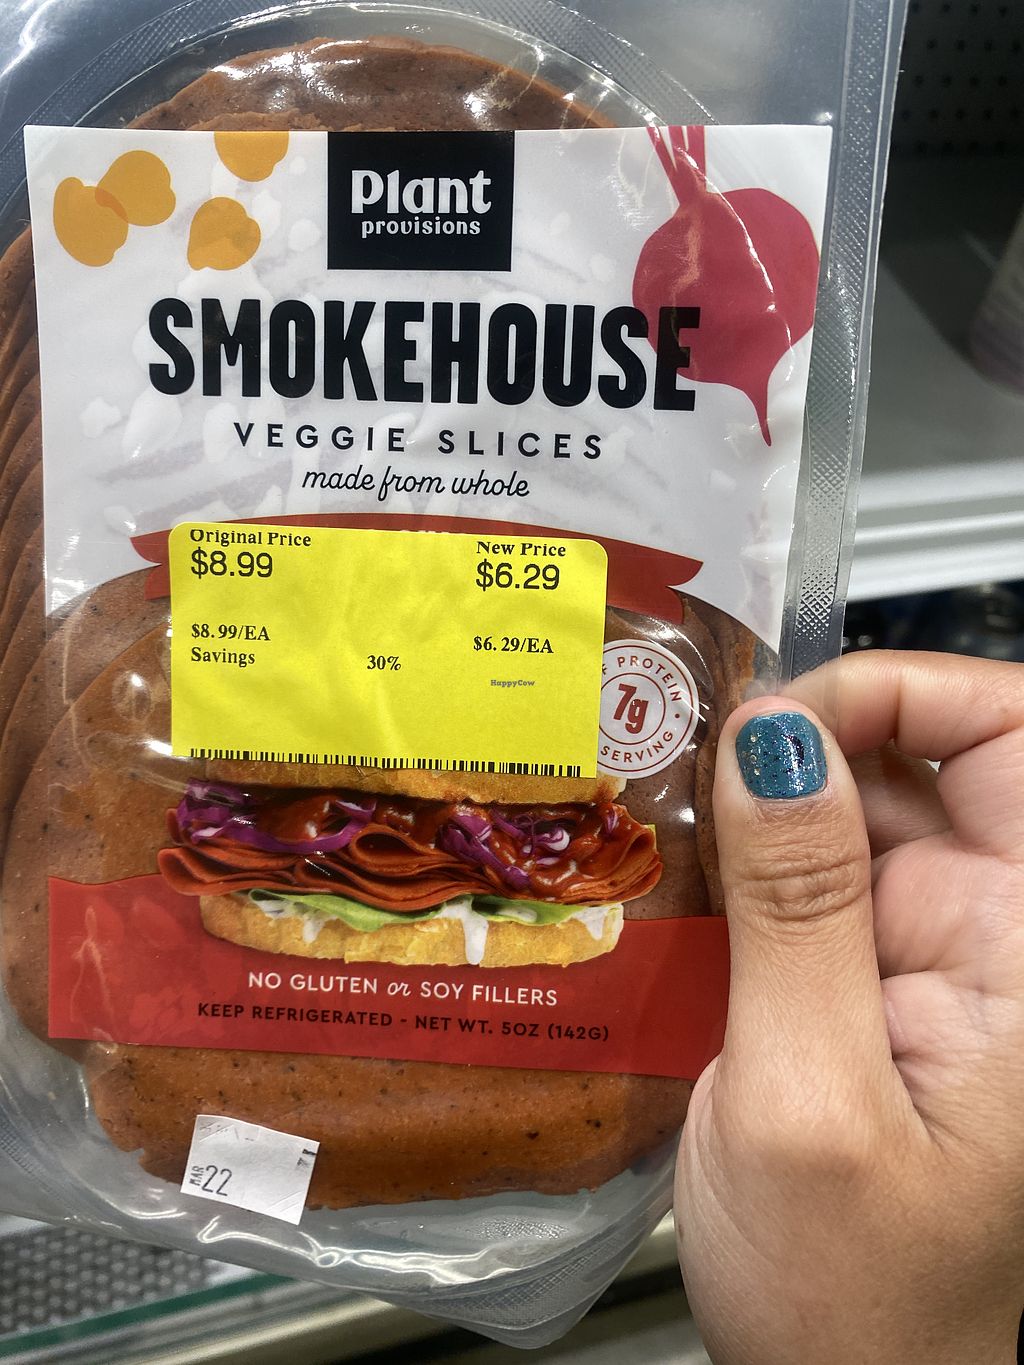 Plant
provisions
SMOKEHOUSE
VEGGIE SLICES
made from whole
Original Price
$8.99
New Price
$6.29
$8.99/EA
$6.29/EA
Savings
30%
HappyCow
PROTEIN
7g
SERVING
NO GLUTEN or SOY FILLERS
KEEP REFRIGERATED - NET WT. 5OZ (142G)
MAR 22